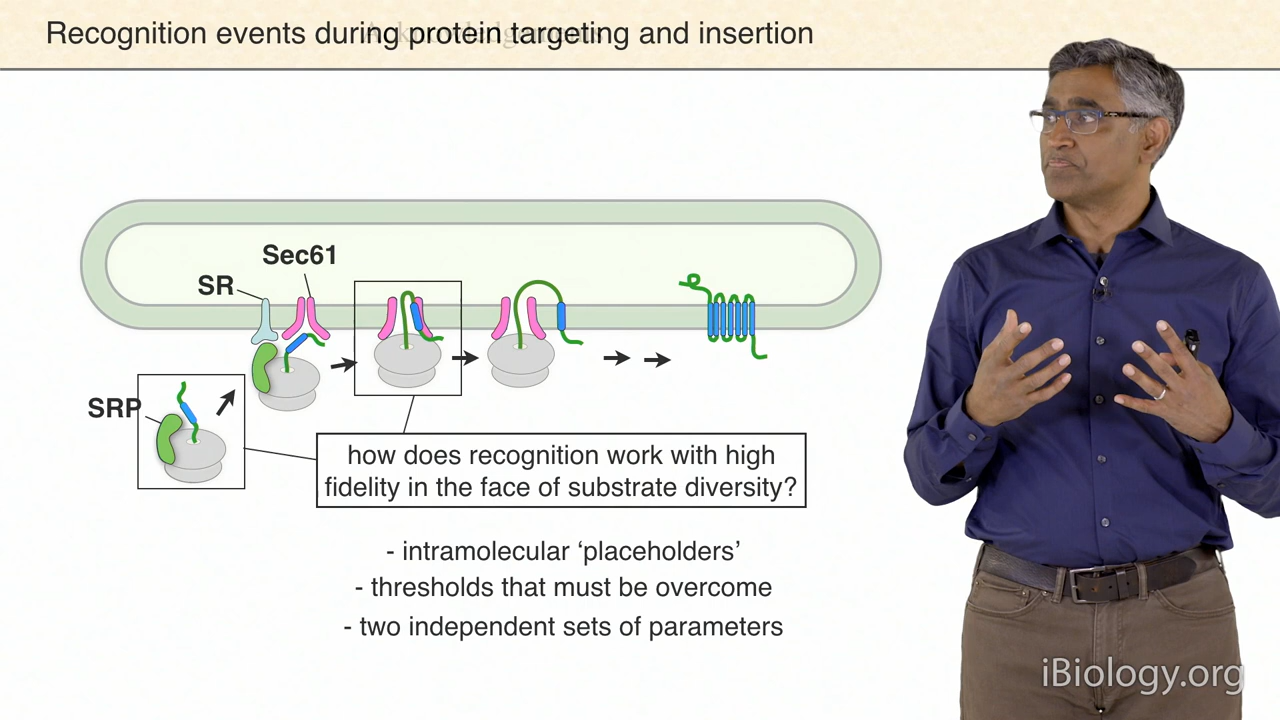 Recognition events during protein targeting and insertion
Acknowledgements
Sec61
SR
SRP
how does recognition work with high
fidelity in the face of substrate diversity?
- intramolecular ‘placeholders’
- thresholds that must be overcome
- two independent sets of parameters
iBiology.org